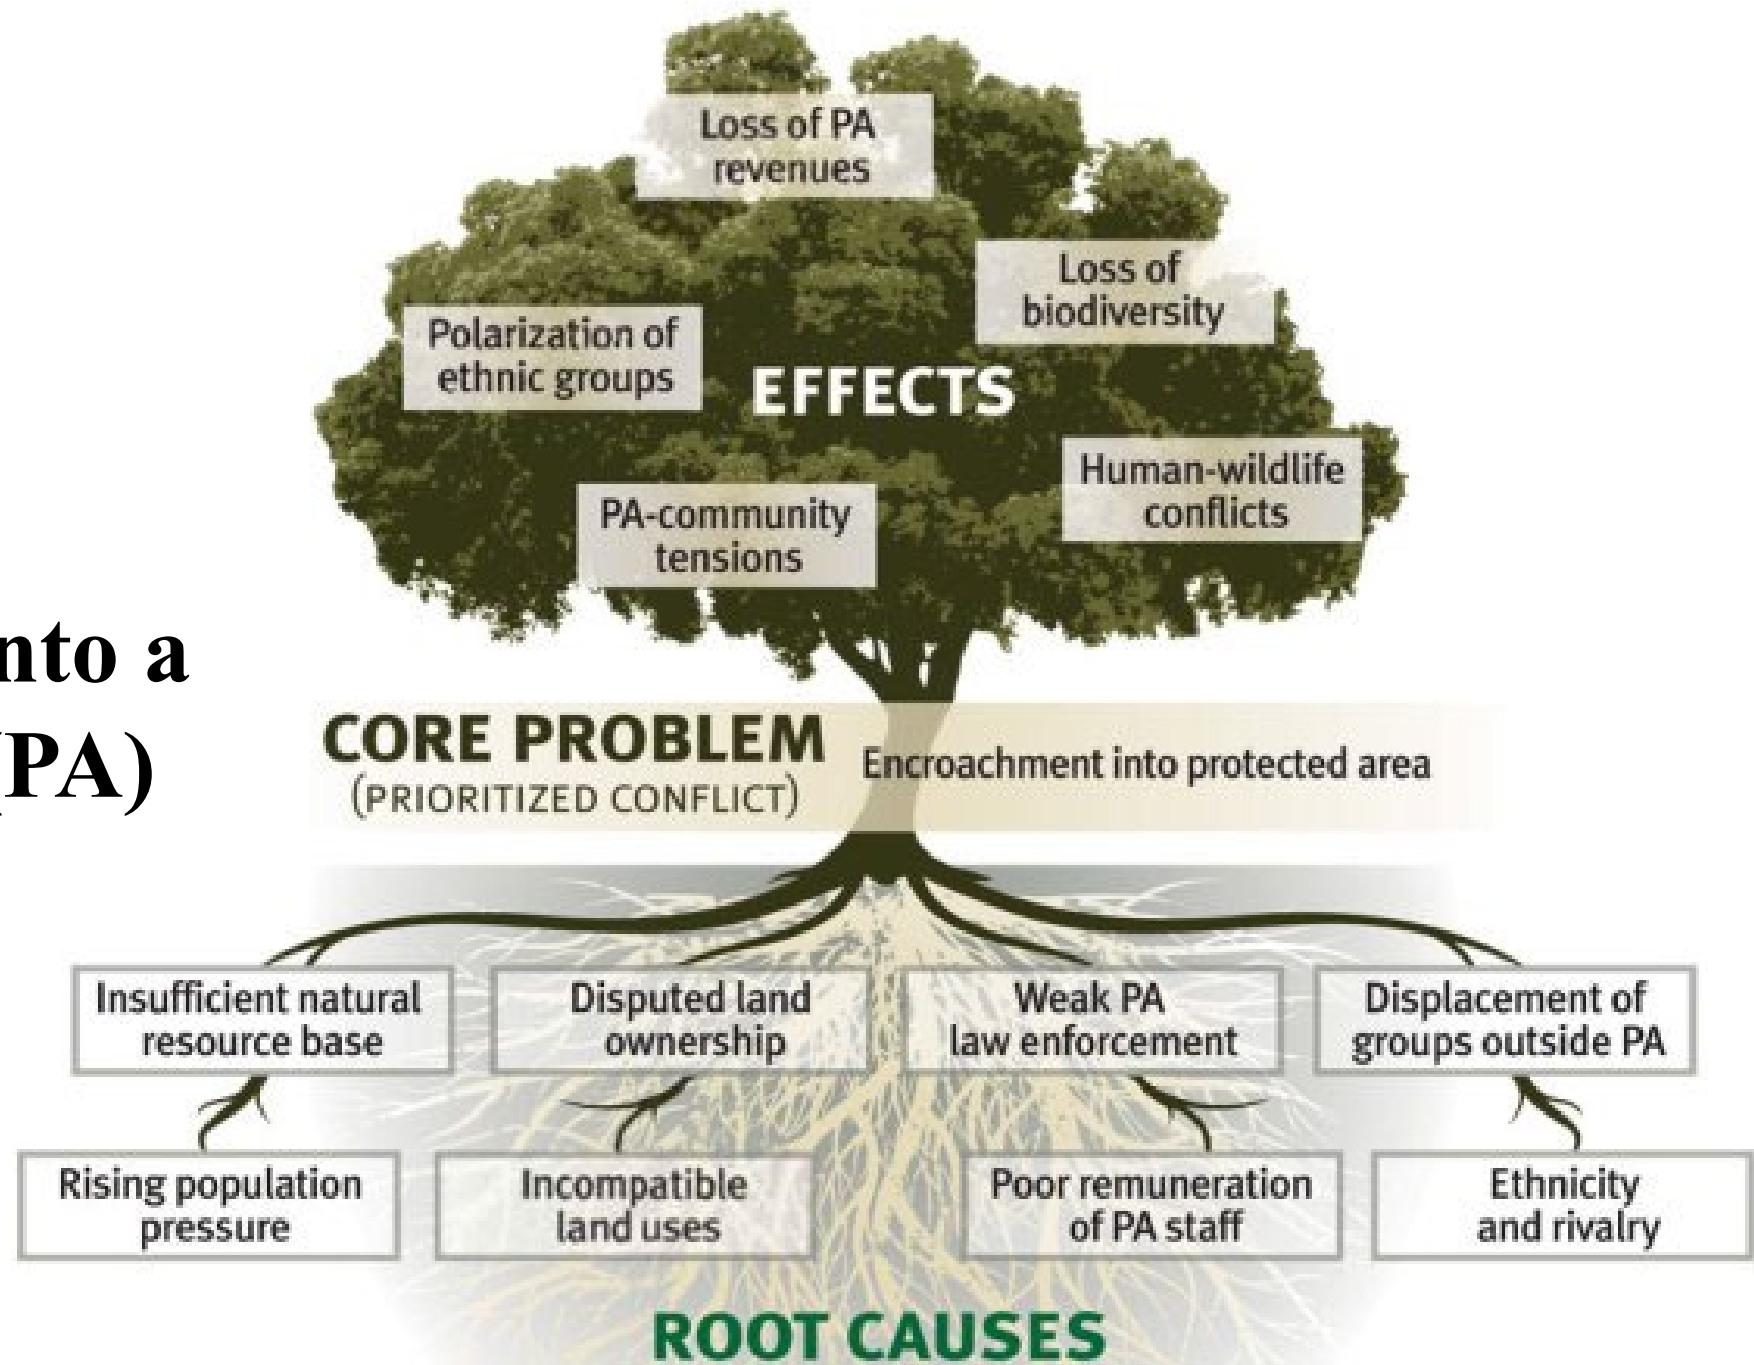 Loss of PA
revenues
Loss of
biodiversity
Polarization of
ethnic groups
EFFECTS
Human-wildlife
conflicts
PA-community
tensions
nto a
(PA)
CORE PROBLEM
(PRIORITIZED CONFLICT)
Encroachment into protected area
Insufficient natural
resource base
Disputed land
ownership
Weak PA
law enforcement
Displacement of
groups outside PA
Rising population
pressure
Incompatible
land uses
Poor remuneration
of PA staff
Ethnicity
and rivalry
ROOT CAUSES